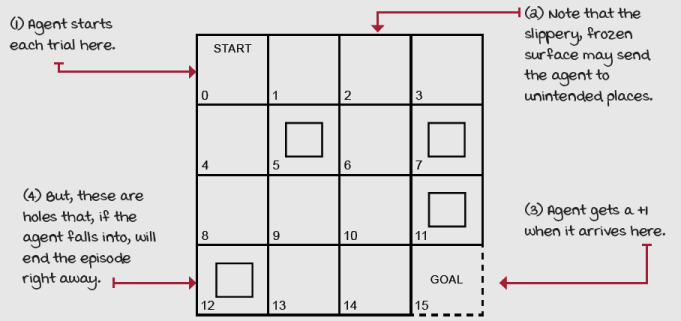 (1) Agent starts
each trial here.
(2) Note that the
slippery, frozen
surface may send
the agent to
unintended places.
START
0
1
2
3
4
5
6
7
(4) But, these are
holes that, if the
agent falls into, will
end the episode
right away.
8
9
10
11
(3) Agent gets a +1
when it arrives here.
GOAL
12
13
14
15